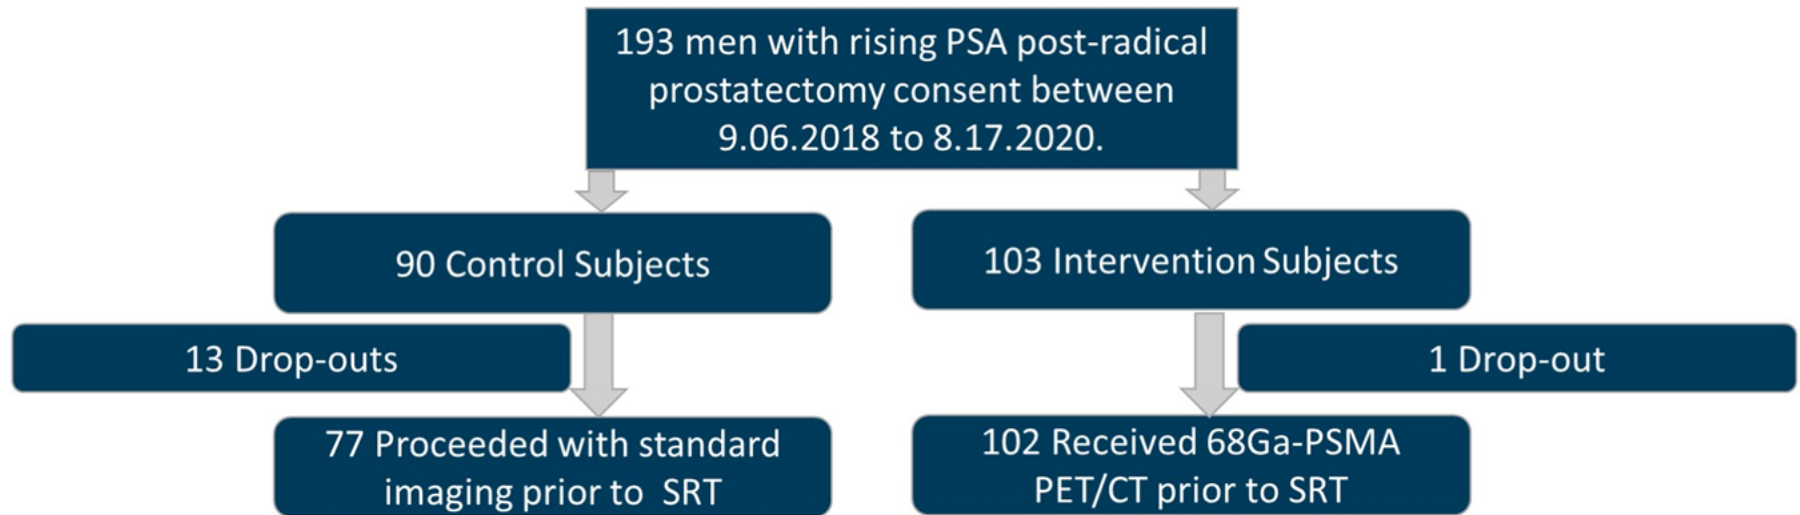 193 men with rising PSA post-radical
prostatectomy consent between
9.06.2018 to 8.17.2020.
90 Control Subjects
103 Intervention Subjects
13 Drop-outs
1 Drop-out
77 Proceeded with standard
imaging prior to  SRT
102 Received 68Ga-PSMA
PET/CT prior to SRT